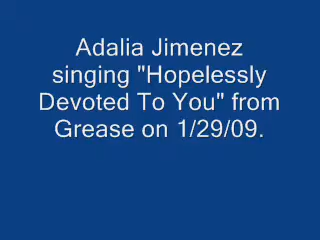 Adalia Jimenez
singing "Hopelessly
Devoted To You" from
Grease on 1/29/09.